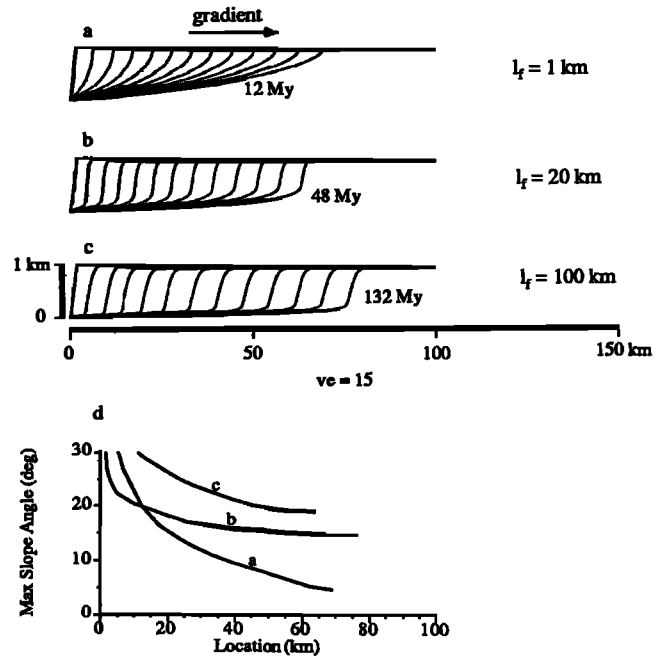 gradient
a
12 My
l_f = 1 km
b
48 My
l_f = 20 km
c
1 km
0
132 My
l_f = 100 km
0 50 100 150 km
ve = 15
d
Max Slope Angle (deg)
30
20
10
0
c
b
a
0 20 40 60 80 100
Location (km)